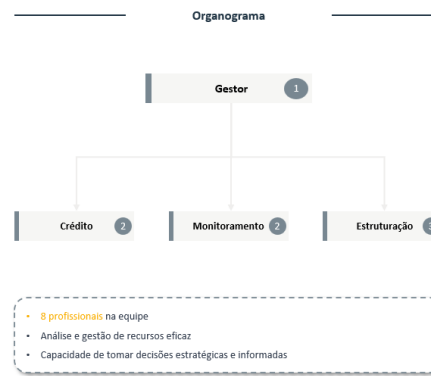 Organograma
Gestor 1
Crédito 2 Monitoramento 2 Estruturação 3
• 8 profissionais na equipe
• Análise e gestão de recursos eficaz
• Capacidade de tomar decisões estratégicas e informadas